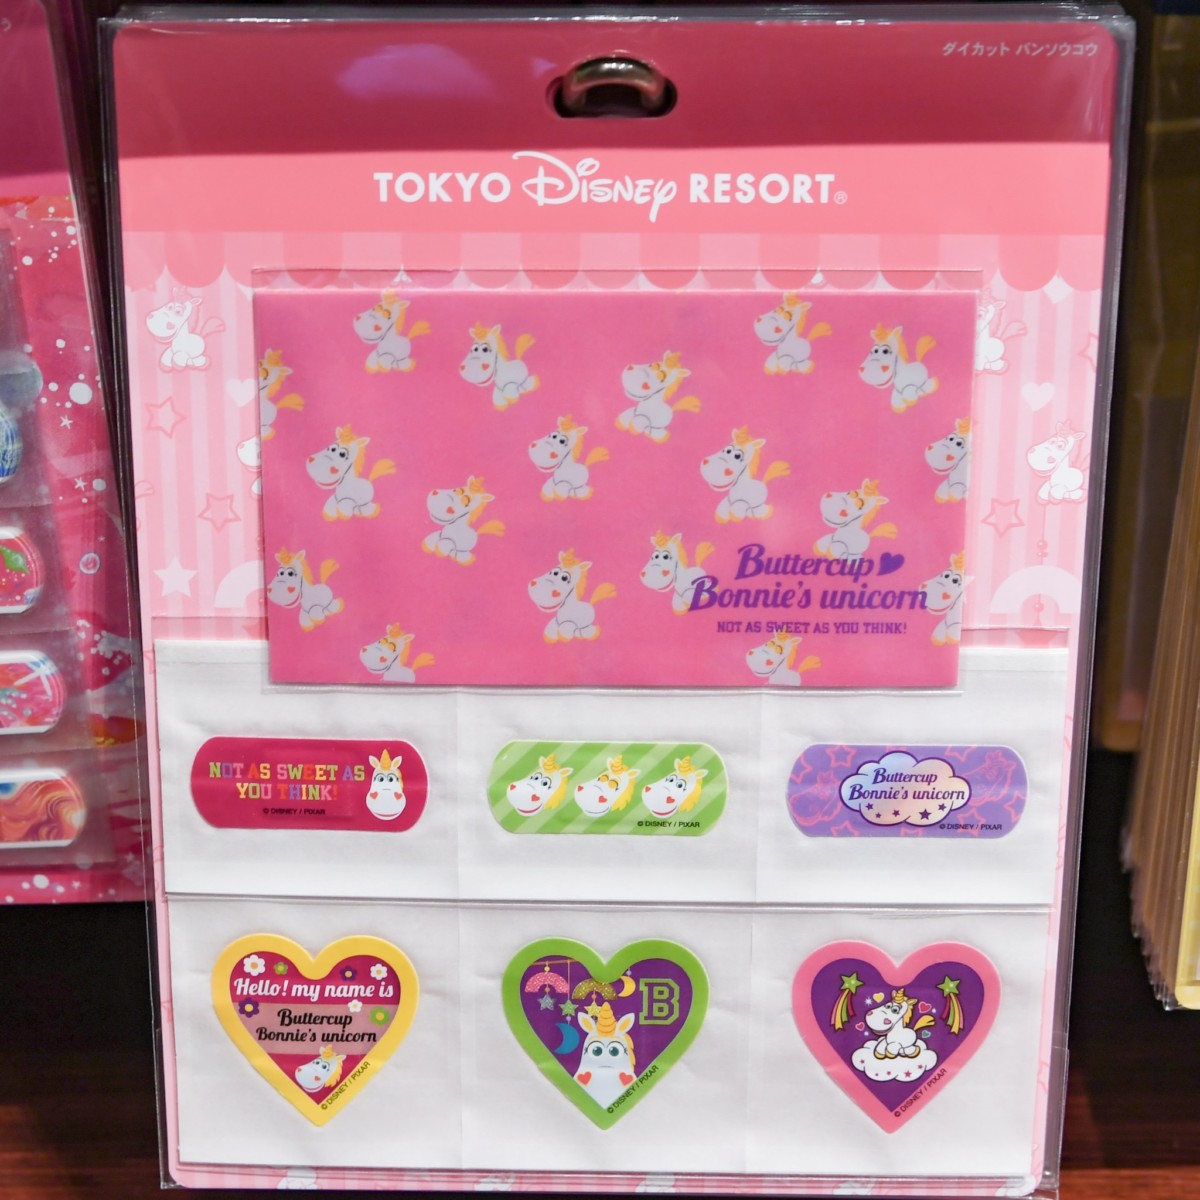 ダイカット バンソウコウ
TOKYO Disney RESORT®
Buttercup
Bonnie's unicorn
NOT AS SWEET AS YOU THINK!
NOT AS SWEET AS
YOU THINK!
© DISNEY / PIXAR
© DISNEY / PIXAR
Buttercup
Bonnie's unicorn
© DISNEY / PIXAR
Hello! my name is
Buttercup
Bonnie's unicorn
© DISNEY / PIXAR
B
© DISNEY / PIXAR
© DISNEY / PIXAR